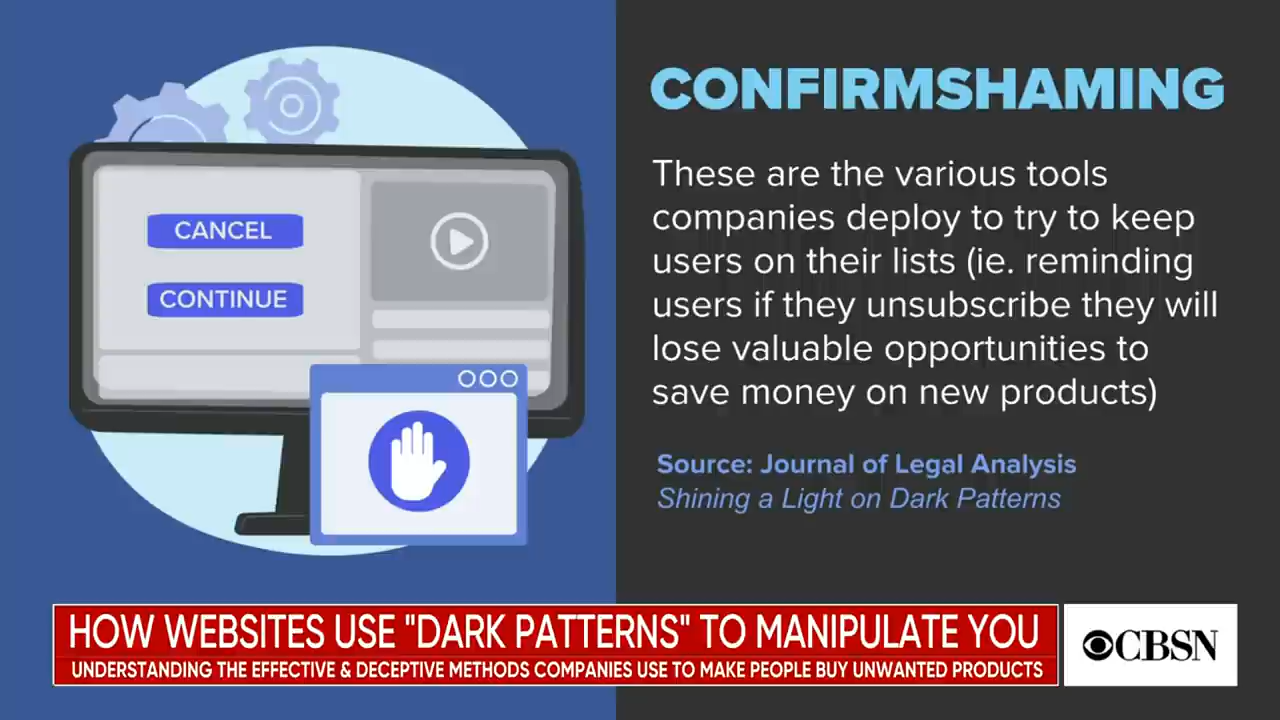 CANCEL
CONTINUE
CONFIRMSHAMING
These are the various tools
companies deploy to try to keep
users on their lists (ie. reminding
users if they unsubscribe they will
lose valuable opportunities to
save money on new products)
Source: Journal of Legal Analysis
Shining a Light on Dark Patterns
HOW WEBSITES USE "DARK PATTERNS" TO MANIPULATE YOU
UNDERSTANDING THE EFFECTIVE & DECEPTIVE METHODS COMPANIES USE TO MAKE PEOPLE BUY UNWANTED PRODUCTS
CBSN